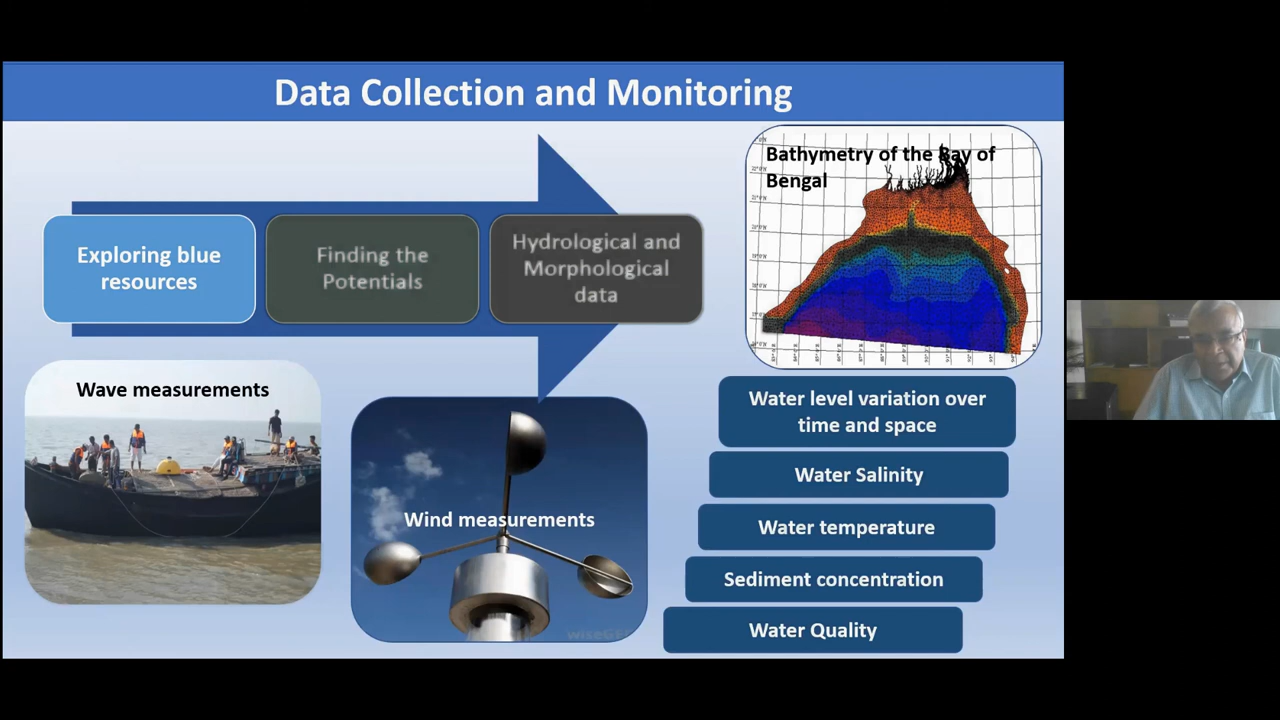 Data Collection and Monitoring
Bathymetry of the Bay of
Bengal
Exploring blue
resources
Finding the
Potentials
Hydrological and
Morphological
data
Wave measurements
Wind measurements
Water level variation over
time and space
Water Salinity
Water temperature
Sediment concentration
Water Quality